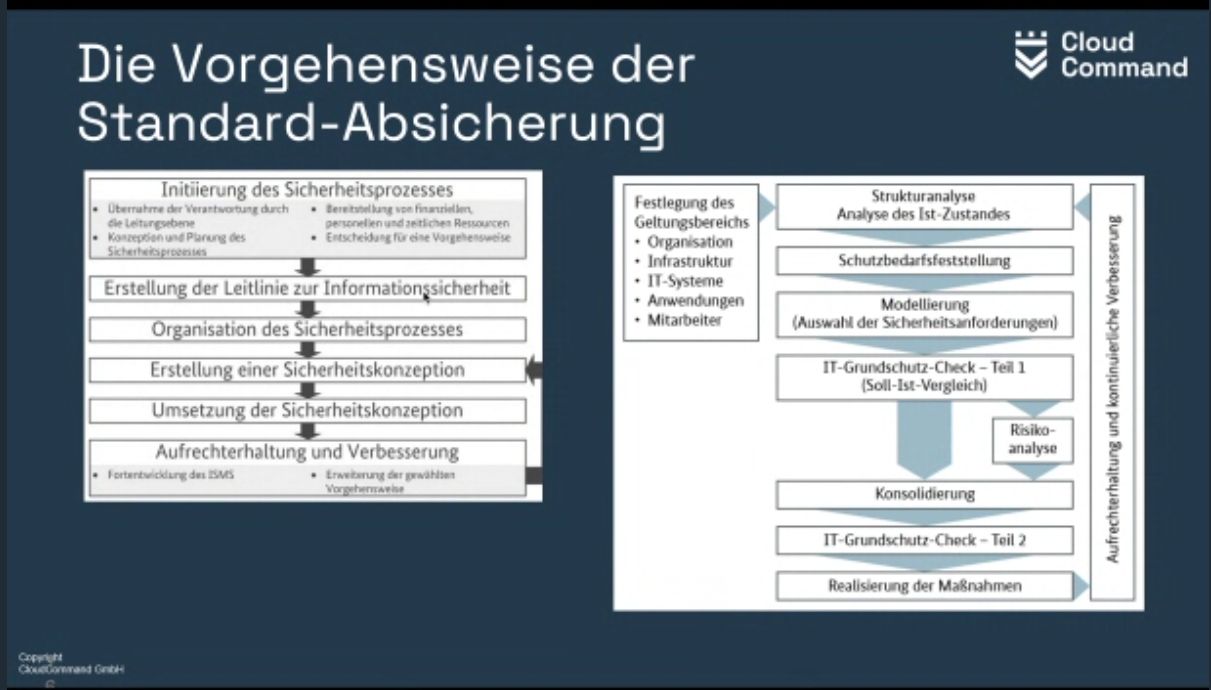 Die Vorgehensweise der
Standard-Absicherung
Cloud
Command
Initiierung des Sicherheitsprozesses
• Übernahme der Verantwortung durch
die Leitungsebene
• Konzeption und Planung des
Sicherheitsprozesses
• Bereitstellung von finanziellen,
personellen und zeitlichen Ressourcen
• Entscheidung für eine Vorgehensweise
Erstellung der Leitlinie zur Informationssicherheit
Organisation des Sicherheitsprozesses
Erstellung einer Sicherheitskonzeption
Umsetzung der Sicherheitskonzeption
Aufrechterhaltung und Verbesserung
• Fortentwicklung des ISMS
• Erweiterung der gewählten
Vorgehensweise
Festlegung des
Geltungsbereichs
• Organisation
• Infrastruktur
• IT-Systeme
• Anwendungen
• Mitarbeiter
Strukturanalyse
Analyse des Ist-Zustandes
Schutzbedarfsfeststellung
Modellierung
(Auswahl der Sicherheitsanforderungen)
IT-Grundschutz-Check – Teil 1
(Soll-Ist-Vergleich)
Risiko-
analyse
Konsolidierung
IT-Grundschutz-Check – Teil 2
Realisierung der Maßnahmen
Aufrechterhaltung und kontinuierliche Verbesserung
Copyright
CloudCommand GmbH